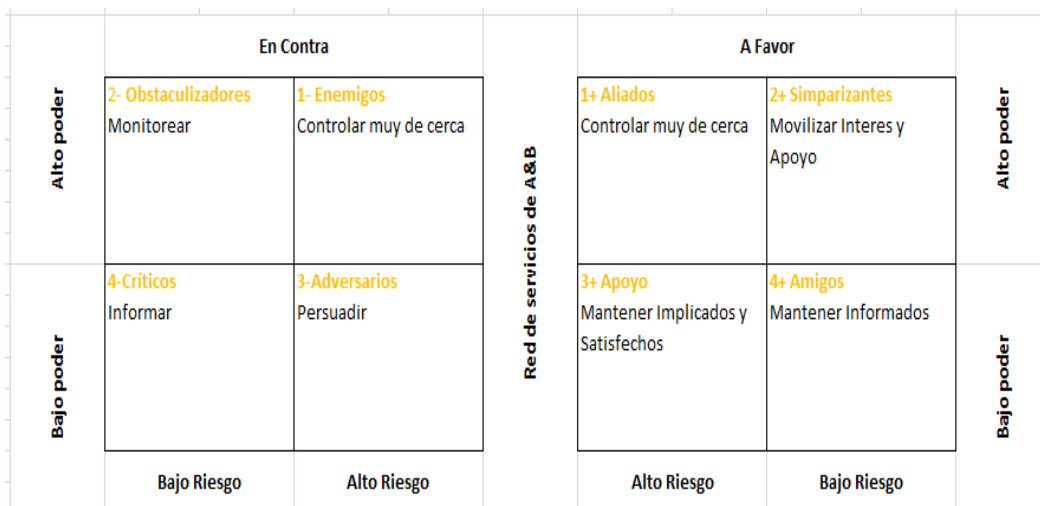 En Contra
A Favor
Alto poder
2- Obstaculizadores
Monitorear
1- Enemigos
Controlar muy de cerca
Red de servicios de A&B
1+ Aliados
Controlar muy de cerca
2+ Simparizantes
Movilizar Interes y
Apoyo
Alto poder
Bajo poder
4-Críticos
Informar
3-Adversarios
Persuadir
3+ Apoyo
Mantener Implicados y
Satisfechos
4+ Amigos
Mantener Informados
Bajo poder
Bajo Riesgo
Alto Riesgo
Alto Riesgo
Bajo Riesgo